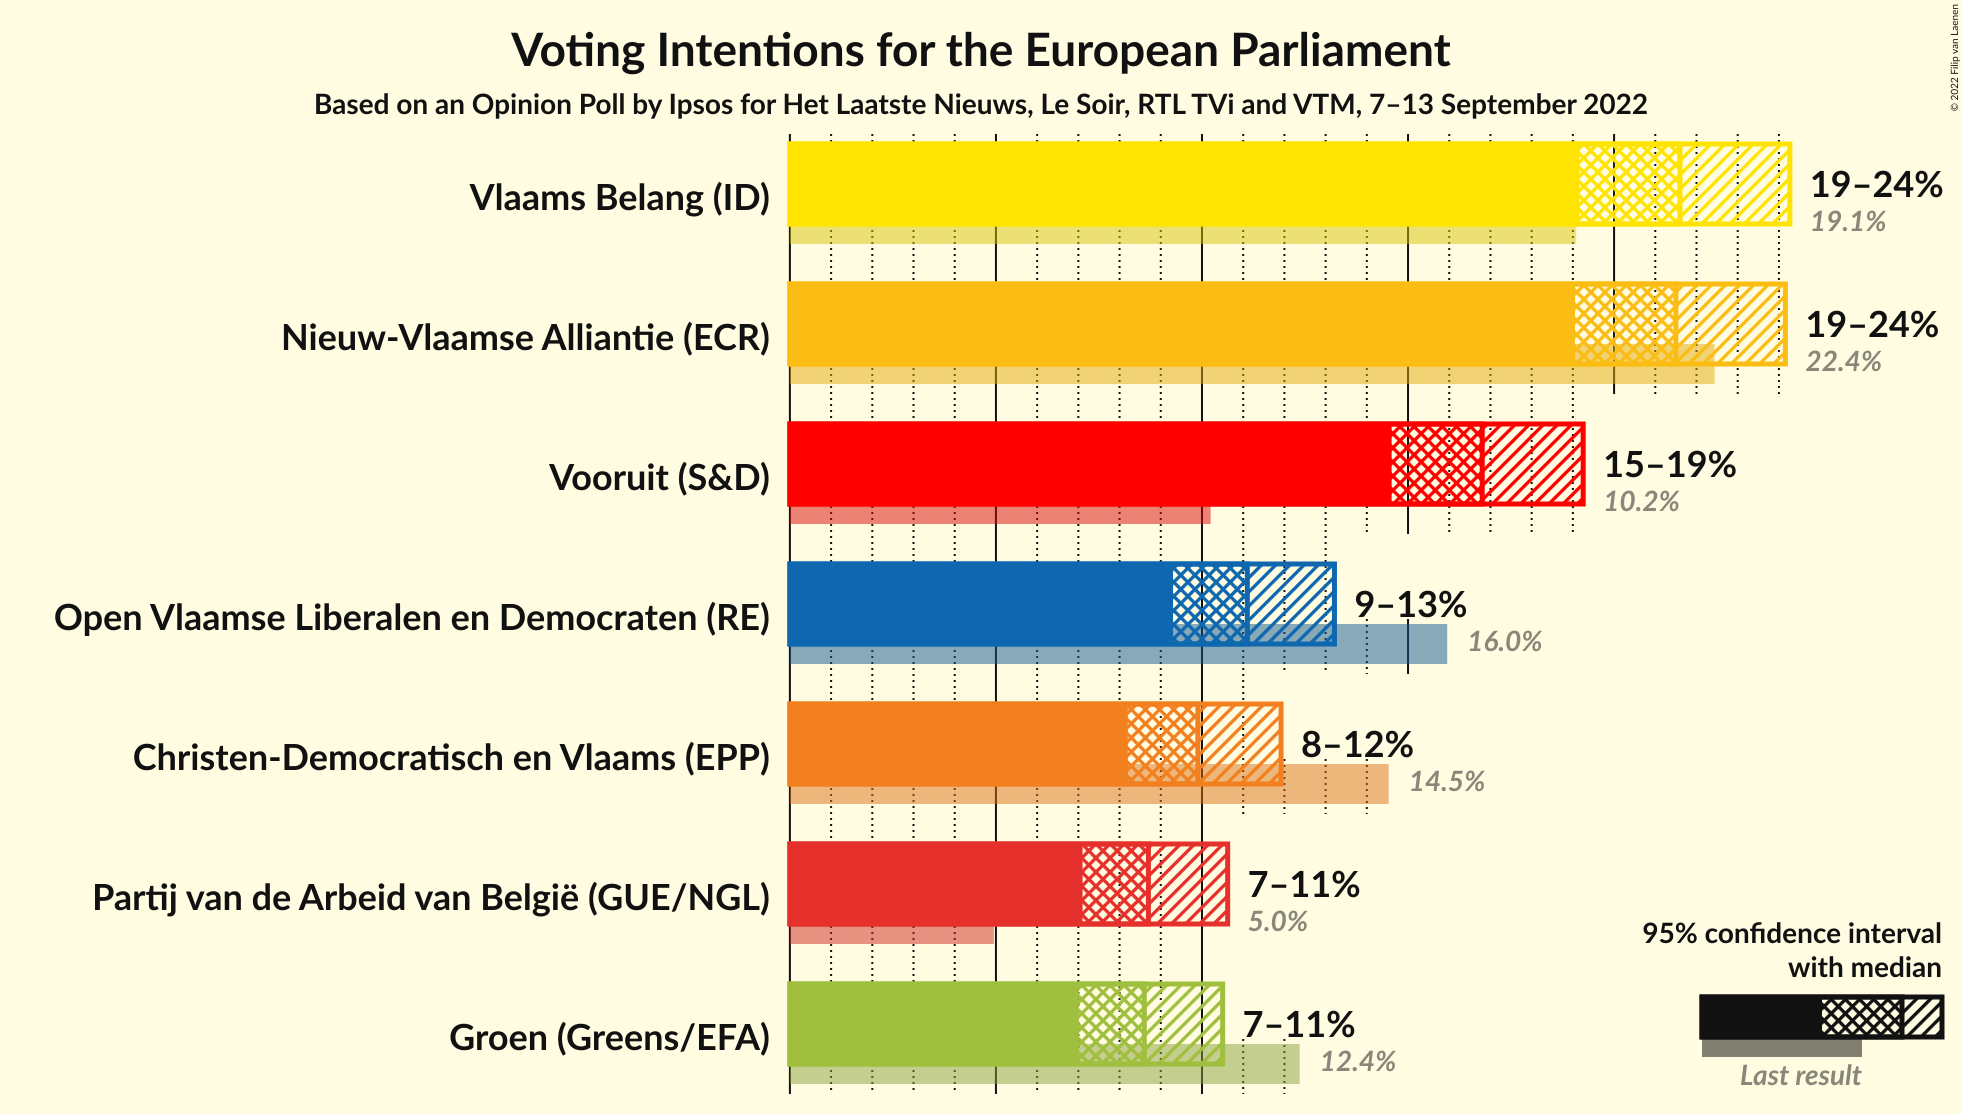 Voting Intentions for the European Parliament
Based on an Opinion Poll by Ipsos for Het Laatste Nieuws, Le Soir, RTL TVi and VTM, 7–13 September 2022
© 2022 Filip van Laenen
Vlaams Belang (ID)
19–24%
19.1%
Nieuw-Vlaamse Alliantie (ECR)
19–24%
22.4%
Vooruit (S&D)
15–19%
10.2%
Open Vlaamse Liberalen en Democraten (RE)
9–13%
16.0%
Christen-Democratisch en Vlaams (EPP)
8–12%
14.5%
Partij van de Arbeid van België (GUE/NGL)
7–11%
5.0%
Groen (Greens/EFA)
7–11%
12.4%
95% confidence interval
with median
Last result